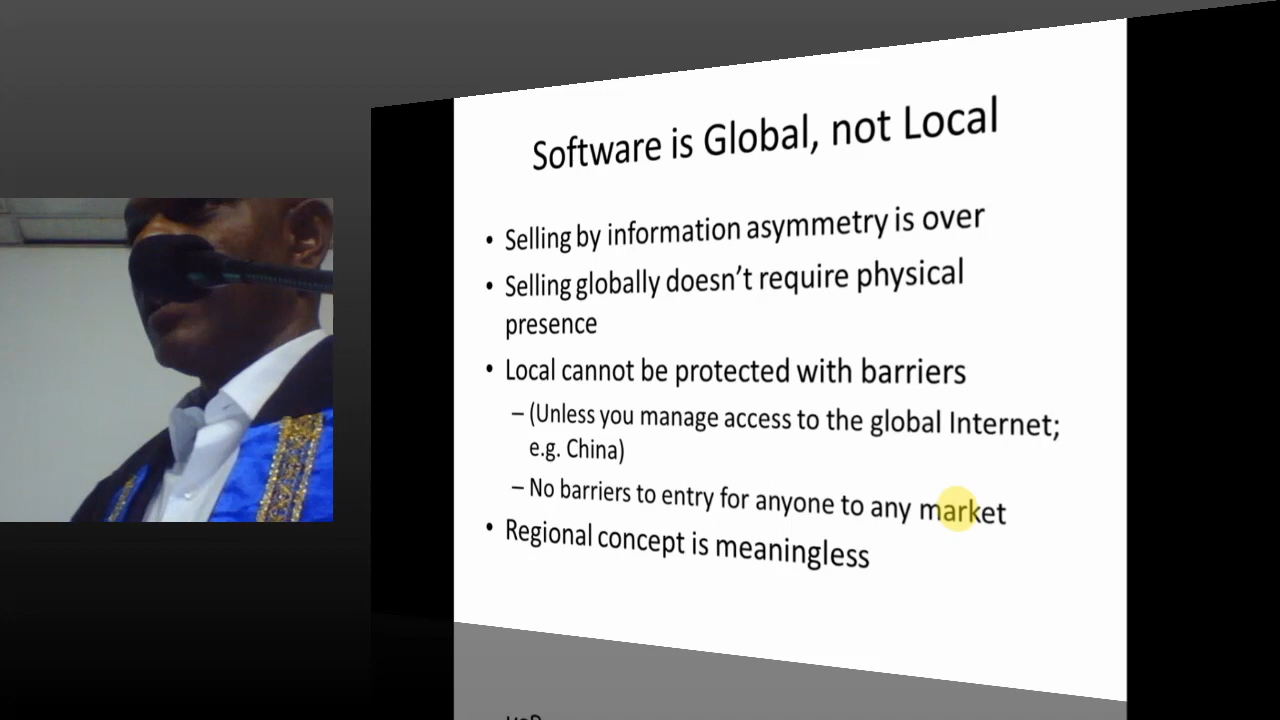 Software is Global, not Local
• Selling by information asymmetry is over
• Selling globally doesn’t require physical
presence
• Local cannot be protected with barriers
– (Unless you manage access to the global Internet;
e.g. China)
– No barriers to entry for anyone to any market
• Regional concept is meaningless